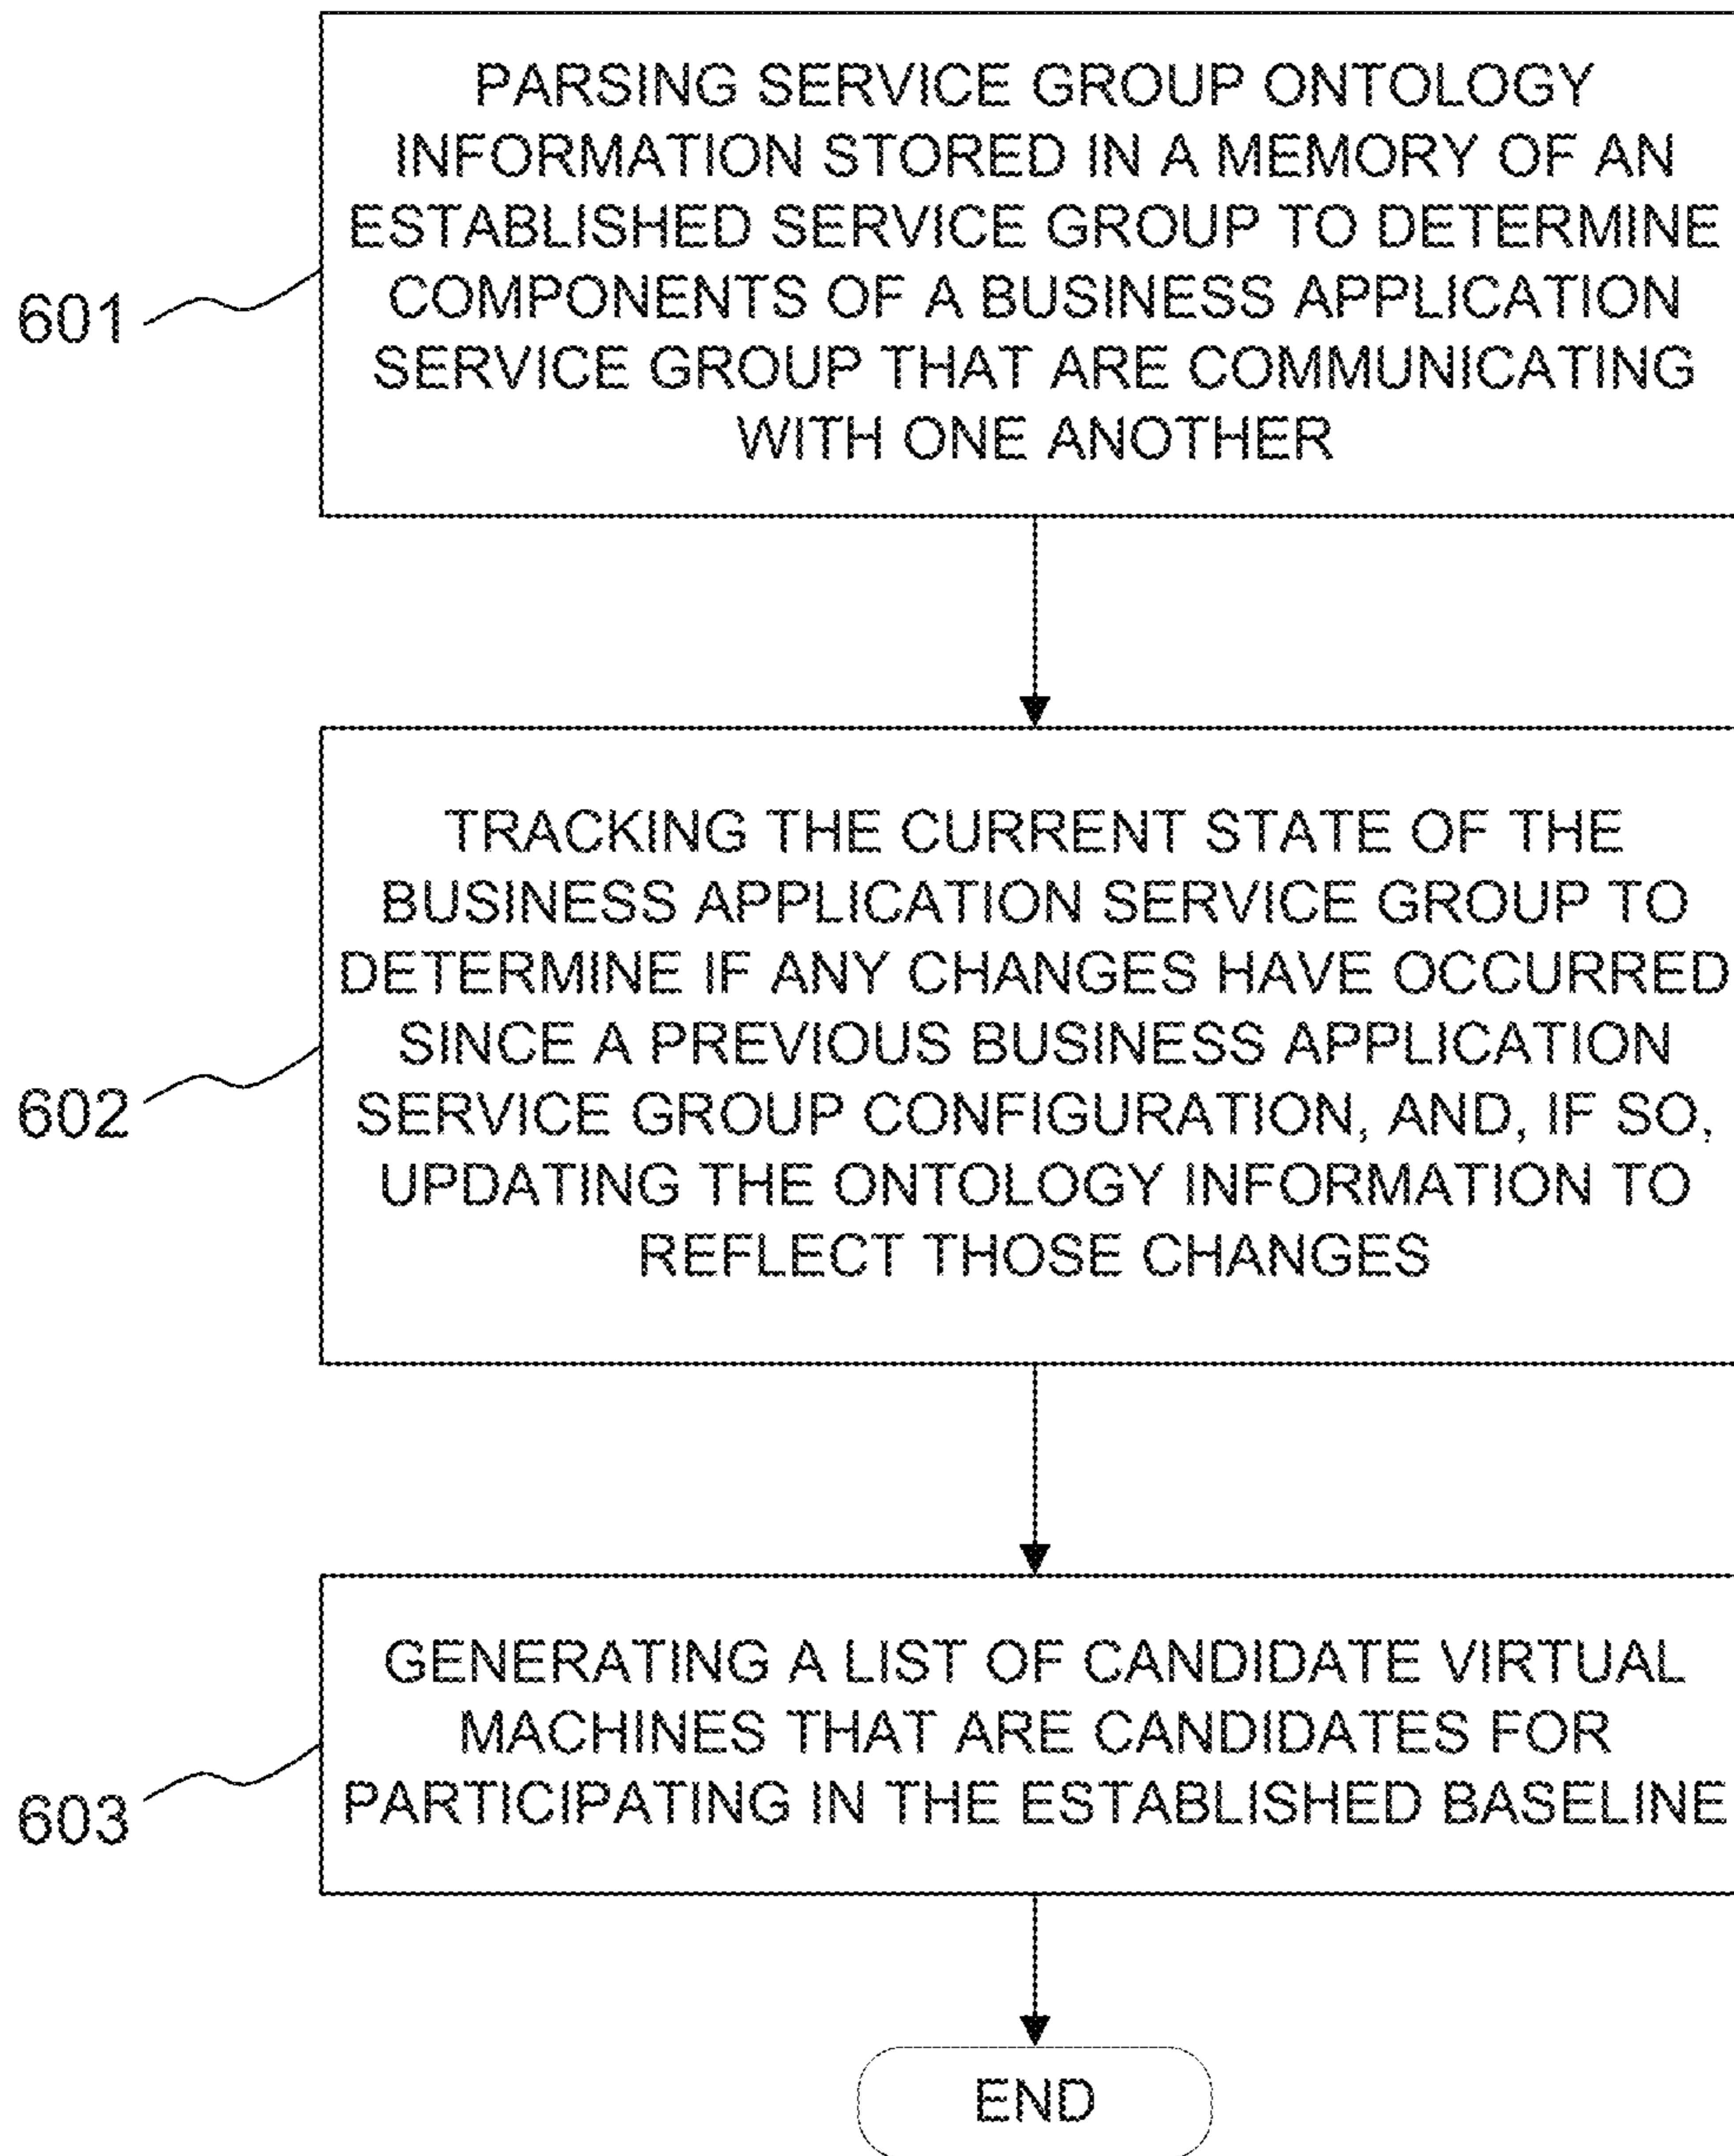 PARSING SERVICE GROUP ONTOLOGY
INFORMATION STORED IN A MEMORY OF AN
ESTABLISHED SERVICE GROUP TO DETERMINE
COMPONENTS OF A BUSINESS APPLICATION
SERVICE GROUP THAT ARE COMMUNICATING
WITH ONE ANOTHER
601
TRACKING THE CURRENT STATE OF THE
BUSINESS APPLICATION SERVICE GROUP TO
DETERMINE IF ANY CHANGES HAVE OCCURRED
SINCE A PREVIOUS BUSINESS APPLICATION
SERVICE GROUP CONFIGURATION, AND, IF SO,
UPDATING THE ONTOLOGY INFORMATION TO
REFLECT THOSE CHANGES
602
GENERATING A LIST OF CANDIDATE VIRTUAL
MACHINES THAT ARE CANDIDATES FOR
PARTICIPATING IN THE ESTABLISHED BASELINE
603
END